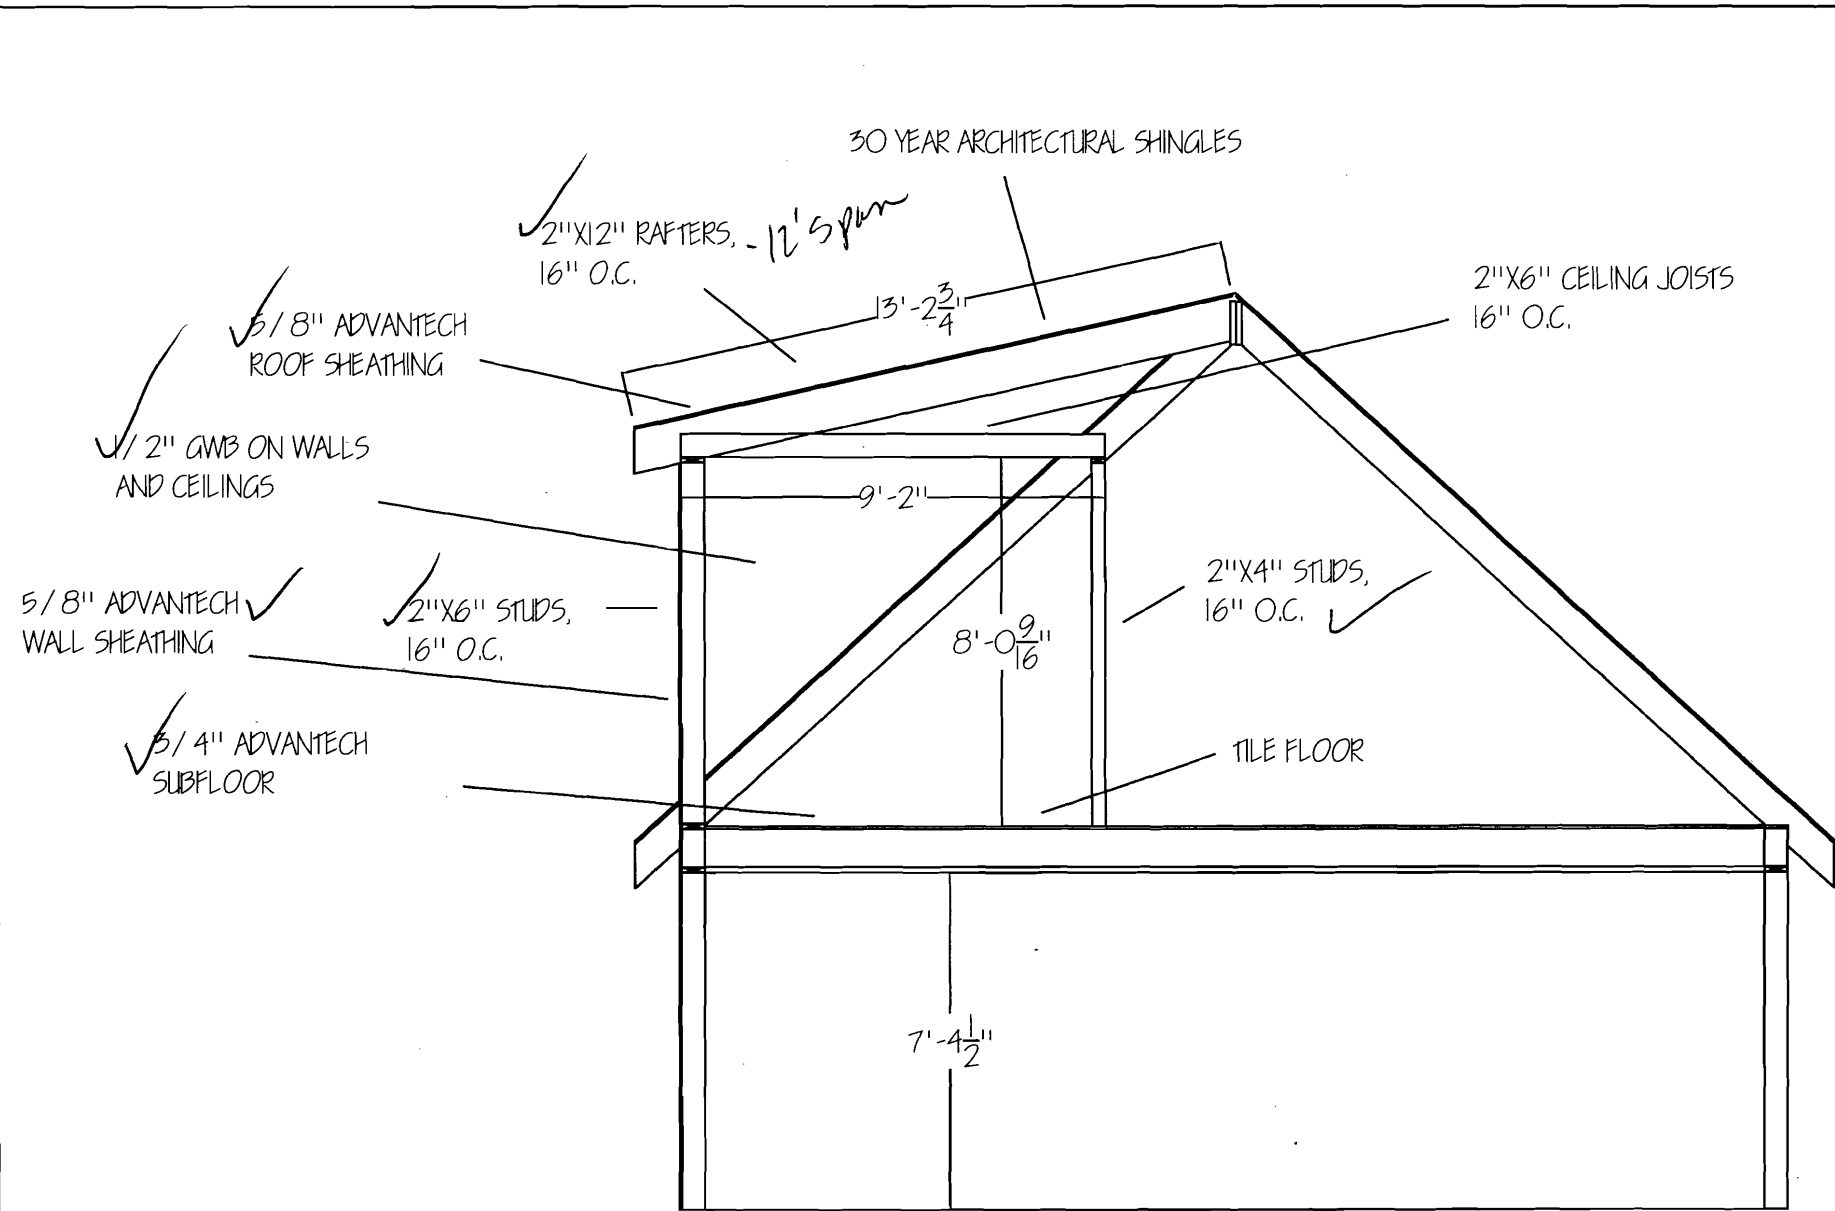 30 YEAR ARCHITECTURAL SHINGLES
2"X12" RAFTERS, - 12' Span
16" O.C.
2"X6" CEILING JOISTS
16" O.C.
13'-2 3/4"
5/8" ADVANTECH
ROOF SHEATHING
1/2" GWB ON WALLS
AND CEILINGS
9'-2"
5/8" ADVANTECH
WALL SHEATHING
2"X6" STUDS,
16" O.C.
8'-0 9/16"
2"X4" STUDS,
16" O.C.
3/4" ADVANTECH
SUBFLOOR
TILE FLOOR
7'-4 1/2"